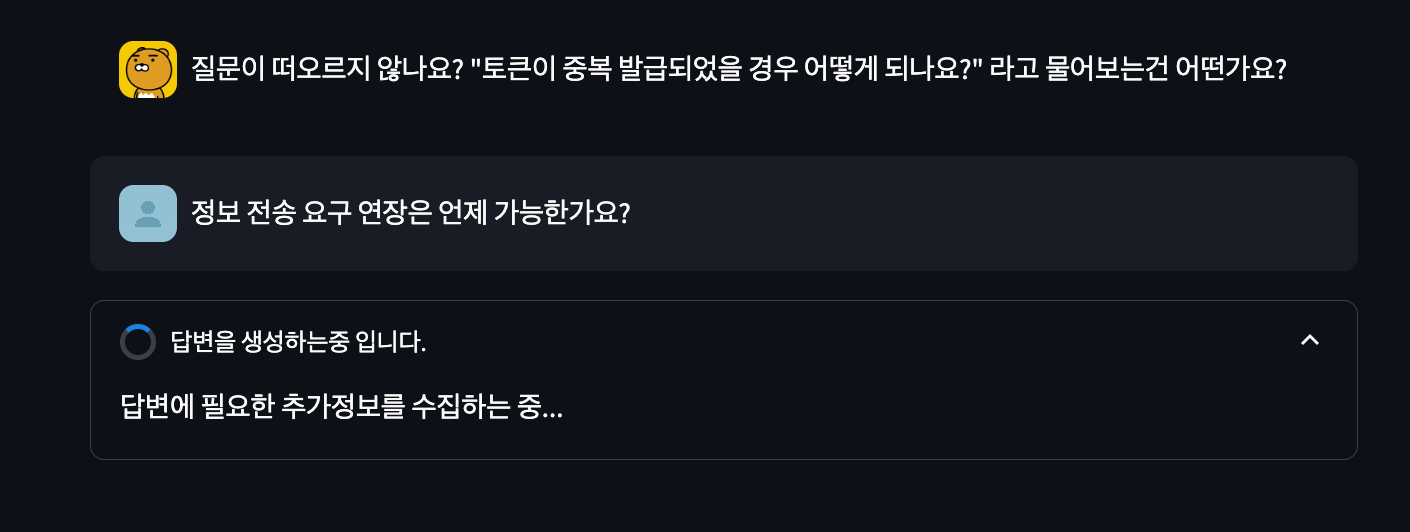 질문이 떠오르지 않나요? "토큰이 중복 발급되었을 경우 어떻게 되나요?" 라고 물어보는건 어떤가요?
정보 전송 요구 연장은 언제 가능한가요?
답변을 생성하는중 입니다.
답변에 필요한 추가정보를 수집하는 중...